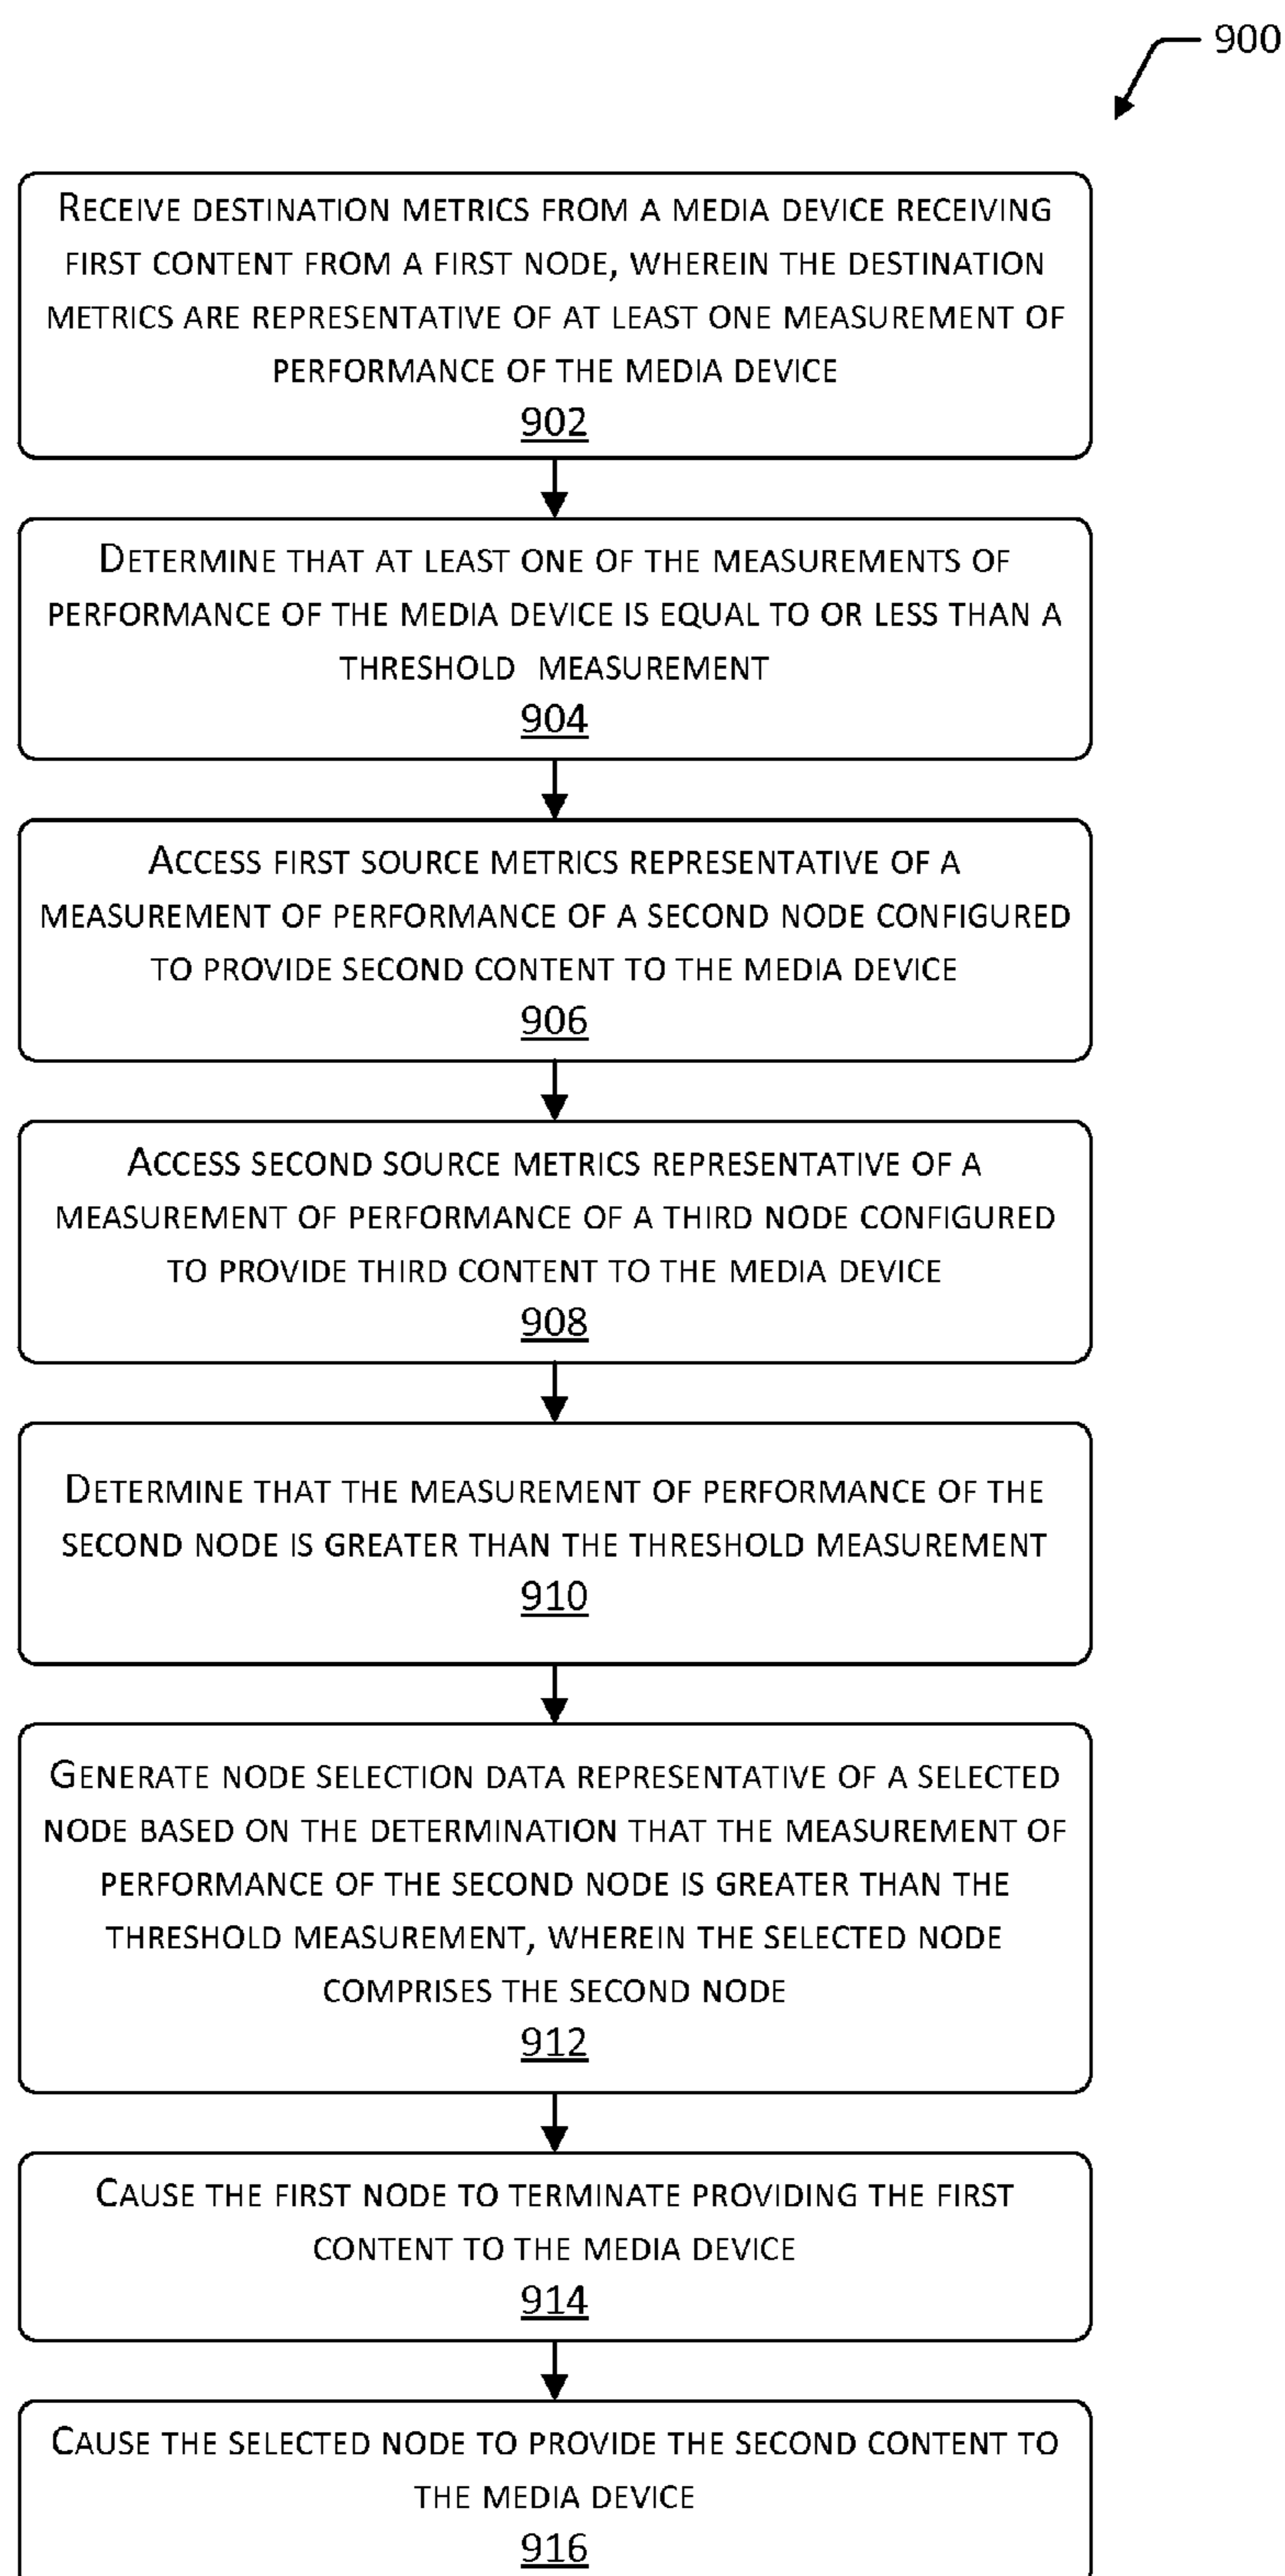 900
RECEIVE DESTINATION METRICS FROM A MEDIA DEVICE RECEIVING
FIRST CONTENT FROM A FIRST NODE, WHEREIN THE DESTINATION
METRICS ARE REPRESENTATIVE OF AT LEAST ONE MEASUREMENT OF
PERFORMANCE OF THE MEDIA DEVICE
902
DETERMINE THAT AT LEAST ONE OF THE MEASUREMENTS OF
PERFORMANCE OF THE MEDIA DEVICE IS EQUAL TO OR LESS THAN A
THRESHOLD MEASUREMENT
904
ACCESS FIRST SOURCE METRICS REPRESENTATIVE OF A
MEASUREMENT OF PERFORMANCE OF A SECOND NODE CONFIGURED
TO PROVIDE SECOND CONTENT TO THE MEDIA DEVICE
906
ACCESS SECOND SOURCE METRICS REPRESENTATIVE OF A
MEASUREMENT OF PERFORMANCE OF A THIRD NODE CONFIGURED
TO PROVIDE THIRD CONTENT TO THE MEDIA DEVICE
908
DETERMINE THAT THE MEASUREMENT OF PERFORMANCE OF THE
SECOND NODE IS GREATER THAN THE THRESHOLD MEASUREMENT
910
GENERATE NODE SELECTION DATA REPRESENTATIVE OF A SELECTED
NODE BASED ON THE DETERMINATION THAT THE MEASUREMENT OF
PERFORMANCE OF THE SECOND NODE IS GREATER THAN THE
THRESHOLD MEASUREMENT, WHEREIN THE SELECTED NODE
COMPRISES THE SECOND NODE
912
CAUSE THE FIRST NODE TO TERMINATE PROVIDING THE FIRST
CONTENT TO THE MEDIA DEVICE
914
CAUSE THE SELECTED NODE TO PROVIDE THE SECOND CONTENT TO
THE MEDIA DEVICE
916